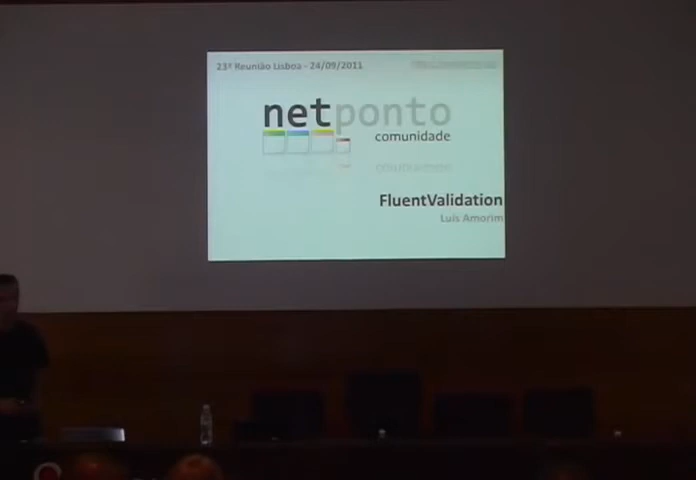 23ª Reunião Lisboa - 24/09/2011
netponto
comunidade
FluentValidation
Luís Amorim